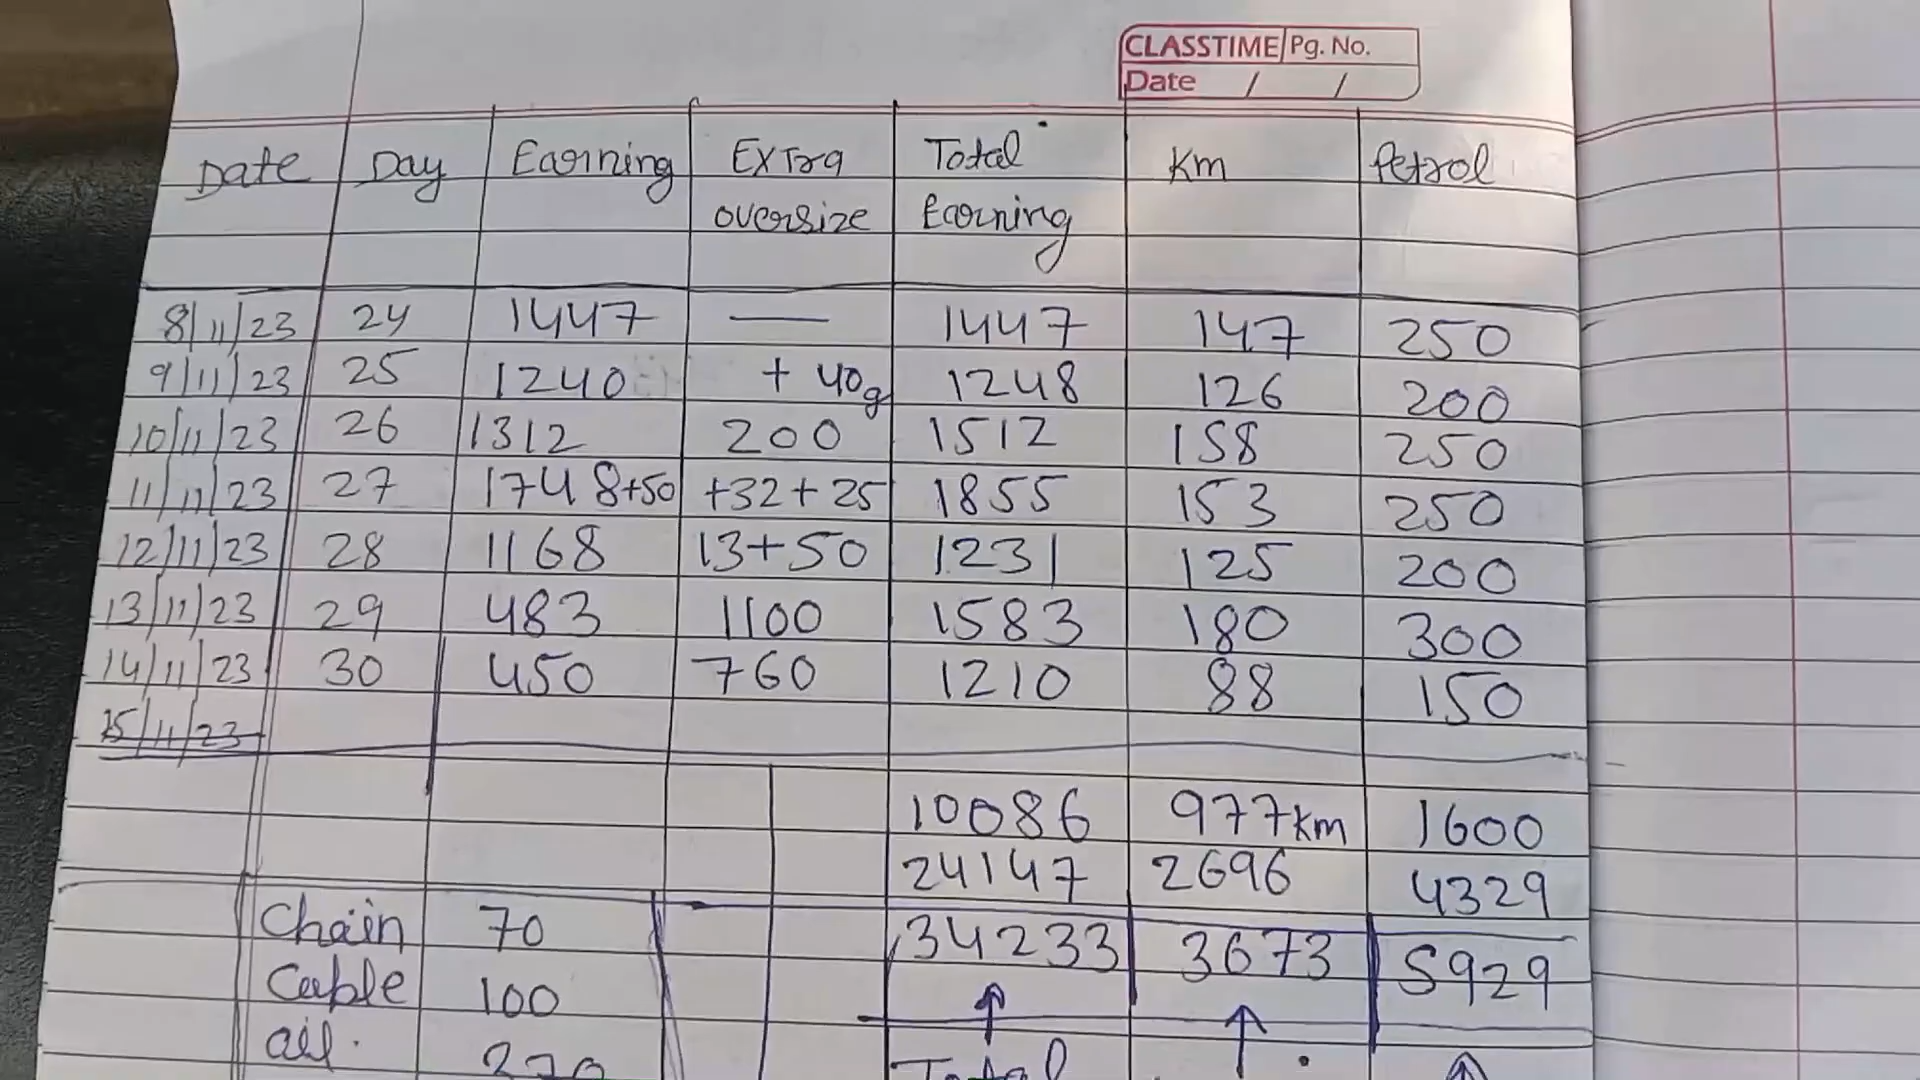 CLASSTIME Pg. No.
Date / /
Date Day Earning Extra Total Km Petrol
oversize Earning
8/11/23 24 1447 — 1447 147 250
9/11/23 25 1240 + 40g 1248 126 200
10/11/23 26 1312 200 1512 158 250
11/11/23 27 1748+50 +32+25 1855 153 250
12/11/23 28 1168 13+50 1231 125 200
13/11/23 29 483 1100 1583 180 300
14/11/23 30 450 760 1210 88 150
15/11/23
10086 977km 1600
24147 2696 4329
Chain 70 34233 3673 5929
Cable 100
oil. 270 Total